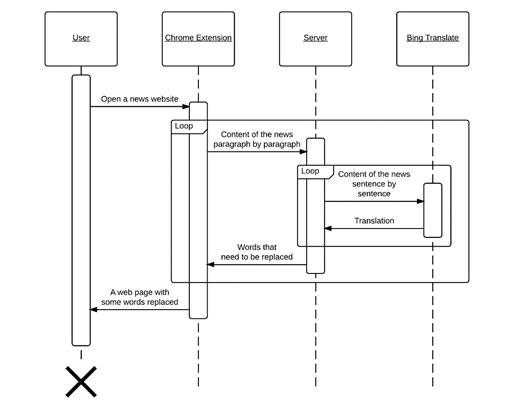 User
Chrome Extension
Server
Bing Translate
Open a news website
Loop
Content of the news
paragraph by paragraph
Loop
Content of the news
sentence by
sentence
Translation
Words that
need to be replaced
A web page with
some words replaced